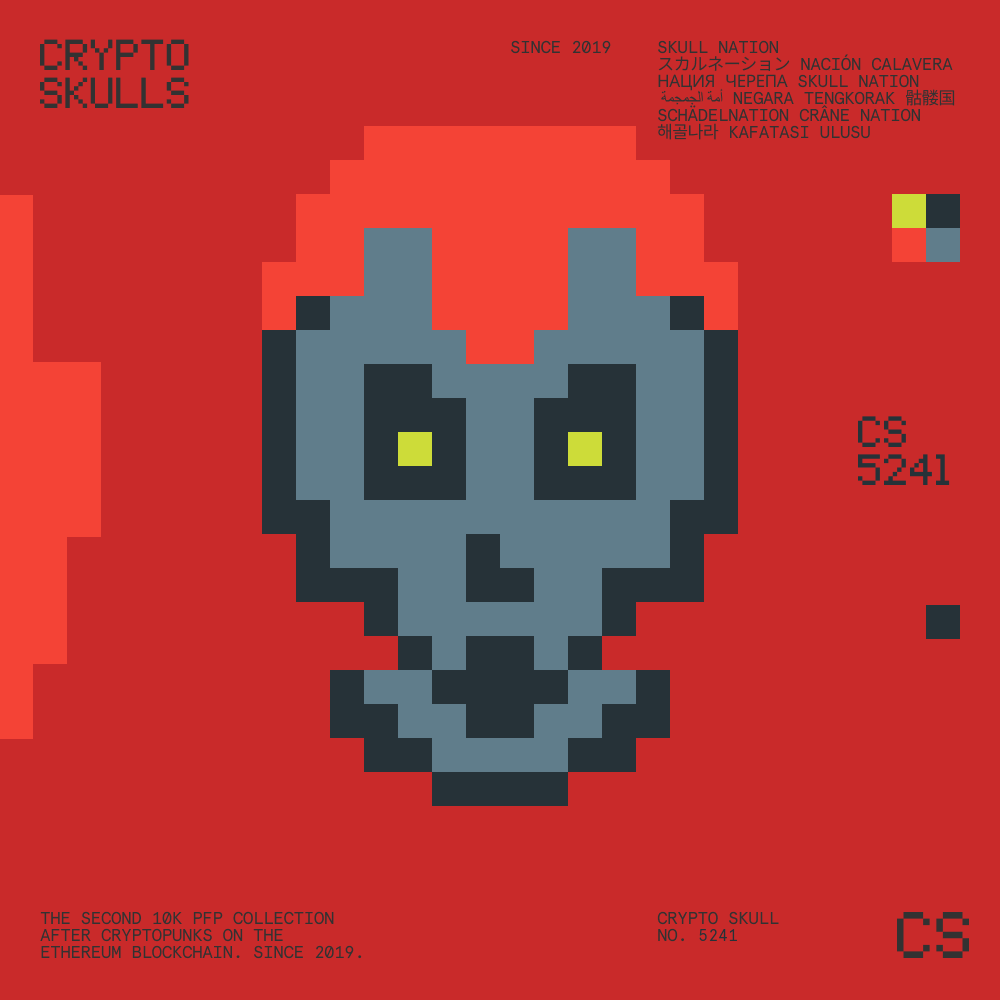 CRYPTO
SKULLS
SINCE 2019
SKULL NATION
スカルネーション NACIÓN CALAVERA
НАЦИЯ ЧЕРЕПА SKULL NATION
أمة الجمجمة NEGARA TENGKORAK 骷髅国
SCHÄDELNATION CRÂNE NATION
해골나라 KAFATASI ULUSU
CS
5241
THE SECOND 10K PFP COLLECTION
AFTER CRYPTOPUNKS ON THE
ETHEREUM BLOCKCHAIN. SINCE 2019.
CRYPTO SKULL
NO. 5241
CS